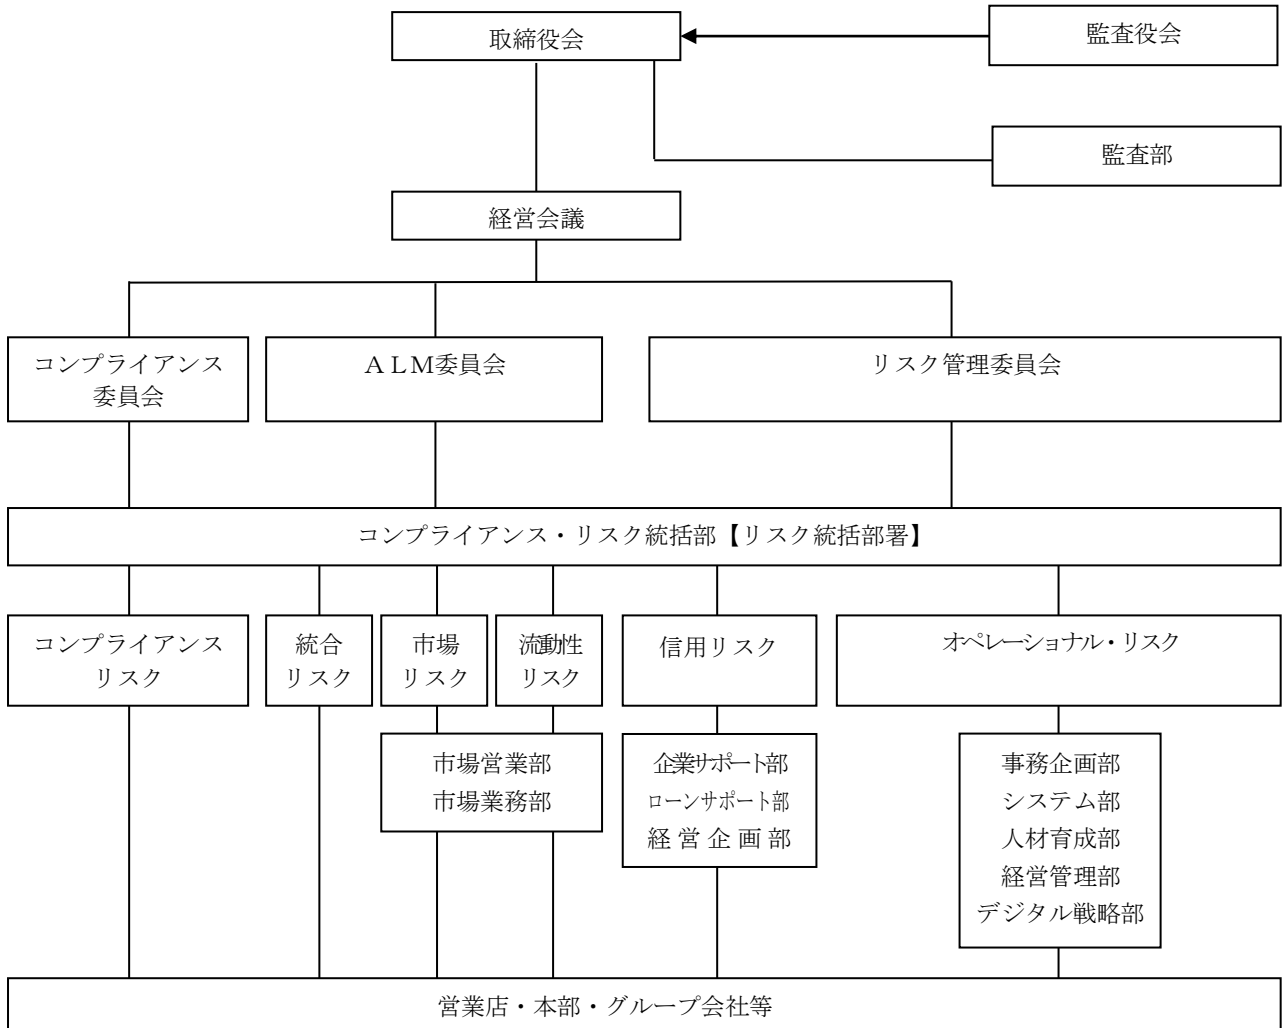 取締役会
監査役会
監査部
経営会議
コンプライアンス
委員会
ＡＬＭ委員会
リスク管理委員会
コンプライアンス・リスク統括部【リスク統括部署】
コンプライアンス
リスク
統合
リスク
市場
リスク
流動性
リスク
信用リスク
オペレーショナル・リスク
市場営業部
市場業務部
企業サポート部
ローンサポート部
経営企画部
事務企画部
システム部
人材育成部
経営管理部
デジタル戦略部
営業店・本部・グループ会社等